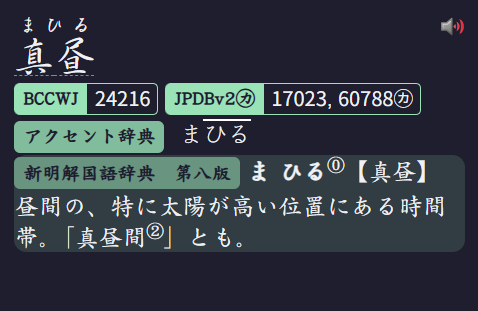 まひる
真昼
BCCWJ 24216 JPDBv2㋕ 17023, 60788㋕
アクセント辞典 まひる
新明解国語辞典 第八版 ま ひる⓪【真昼】
昼間の、特に太陽が高い位置にある時間
帯。「真昼間②」とも。